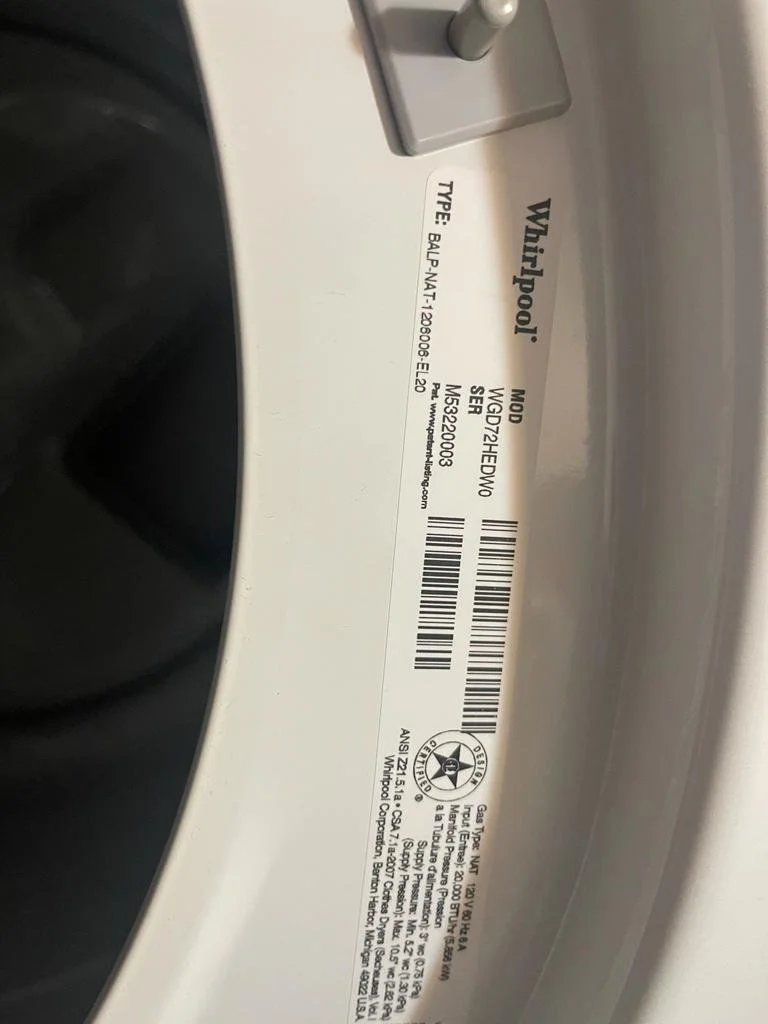 Whirlpool
MOD
WGD72HEDW0
SER
M53220003
TYPE: BALP-NAT-1206006-EL20
Pat. www.patent-listing.com
DESIGN
CERTIFIED
®
Gas Type: NAT 120 V 60 Hz 6 A
Input (Entree): 20,000 BTU/hr (5.856 kW)
Manifold Pressure (Pression
a la Tubulure d'alimentation): 3" wc (0.75 kPa)
Supply Pressure: Min. 5.2" wc (1.30 kPa)
(Supply Pression): Max. 10.5" wc (2.62 kPa)
ANSI Z21.5.1a • CSA 7.1a-2007 Clothes Dryers (Secheuses), Vol. I
Whirlpool Corporation, Benton Harbor, Michigan 49022 U.S.A.